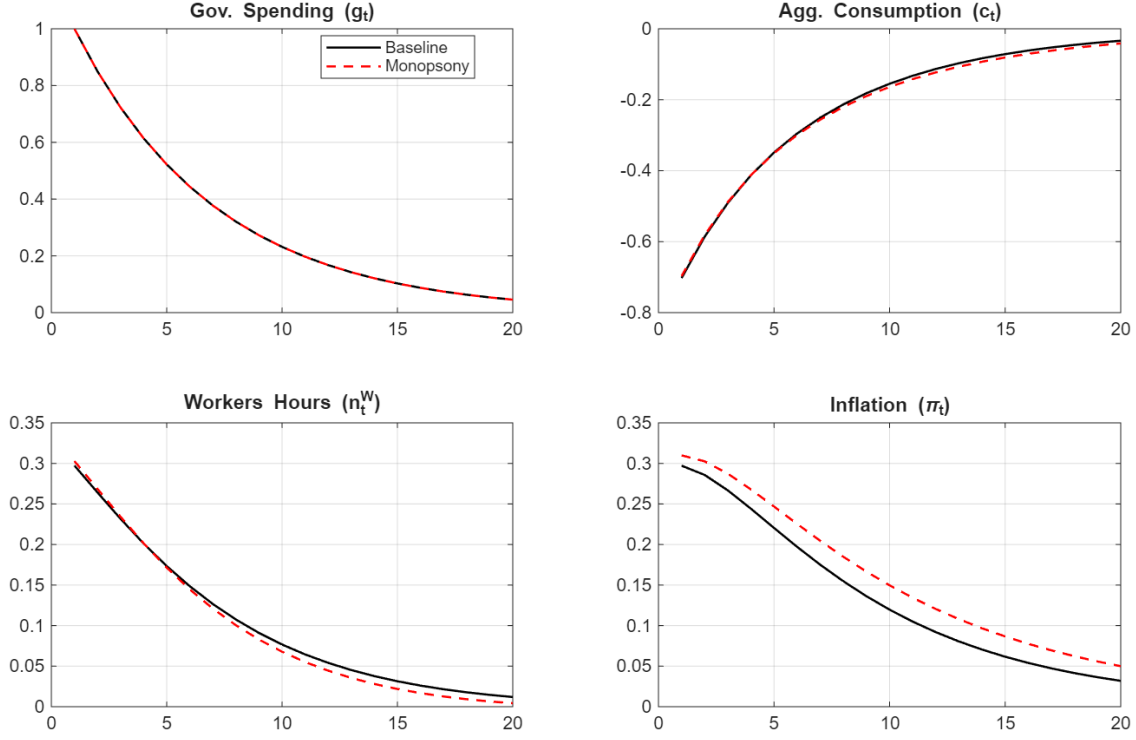 Gov. Spending (g_t)
1
0.8
0.6
0.4
0.2
0
0 5 10 15 20
Baseline
Monopsony
Agg. Consumption (c_t)
0
-0.2
-0.4
-0.6
-0.8
0 5 10 15 20
Workers Hours (n_t^W)
0.35
0.3
0.25
0.2
0.15
0.1
0.05
0
0 5 10 15 20
Inflation (π_t)
0.35
0.3
0.25
0.2
0.15
0.1
0.05
0
0 5 10 15 20